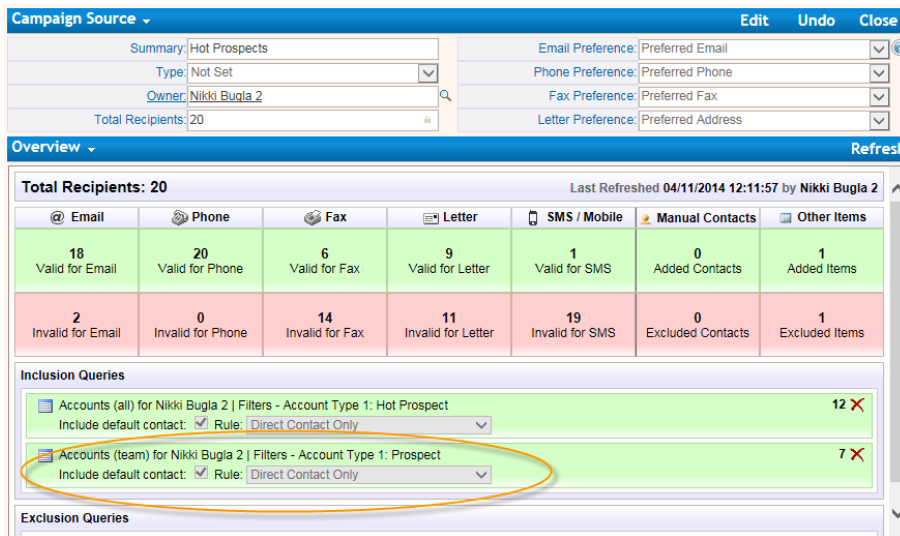 Campaign Source Edit Undo Close
Summary: Hot Prospects Email Preference: Preferred Email
Type: Not Set Phone Preference: Preferred Phone
Owner: Nikki Bugla 2 Fax Preference: Preferred Fax
Total Recipients: 20 Letter Preference: Preferred Address
Overview Refresh
Total Recipients: 20 Last Refreshed 04/11/2014 12:11:57 by Nikki Bugla 2
@ Email Phone Fax Letter SMS / Mobile Manual Contacts Other Items
18 20 6 9 1 0 1
Valid for Email Valid for Phone Valid for Fax Valid for Letter Valid for SMS Added Contacts Added Items
2 0 14 11 19 0 1
Invalid for Email Invalid for Phone Invalid for Fax Invalid for Letter Invalid for SMS Excluded Contacts Excluded Items
Inclusion Queries
Accounts (all) for Nikki Bugla 2 | Filters - Account Type 1: Hot Prospect 12
Include default contact: Rule: Direct Contact Only
Accounts (team) for Nikki Bugla 2 | Filters - Account Type 1: Prospect 7
Include default contact: Rule: Direct Contact Only
Exclusion Queries